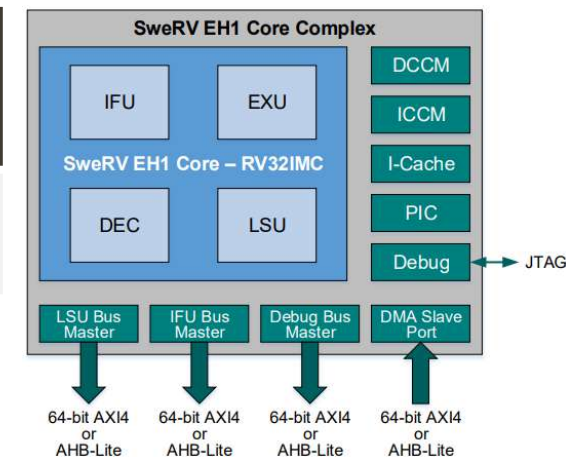 SweRV EH1 Core Complex
IFU
EXU
SweRV EH1 Core – RV32IMC
DEC
LSU
DCCM
ICCM
I-Cache
PIC
Debug
JTAG
LSU Bus
Master
IFU Bus
Master
Debug Bus
Master
DMA Slave
Port
64-bit AXI4
or
AHB-Lite
64-bit AXI4
or
AHB-Lite
64-bit AXI4
or
AHB-Lite
64-bit AXI4
or
AHB-Lite